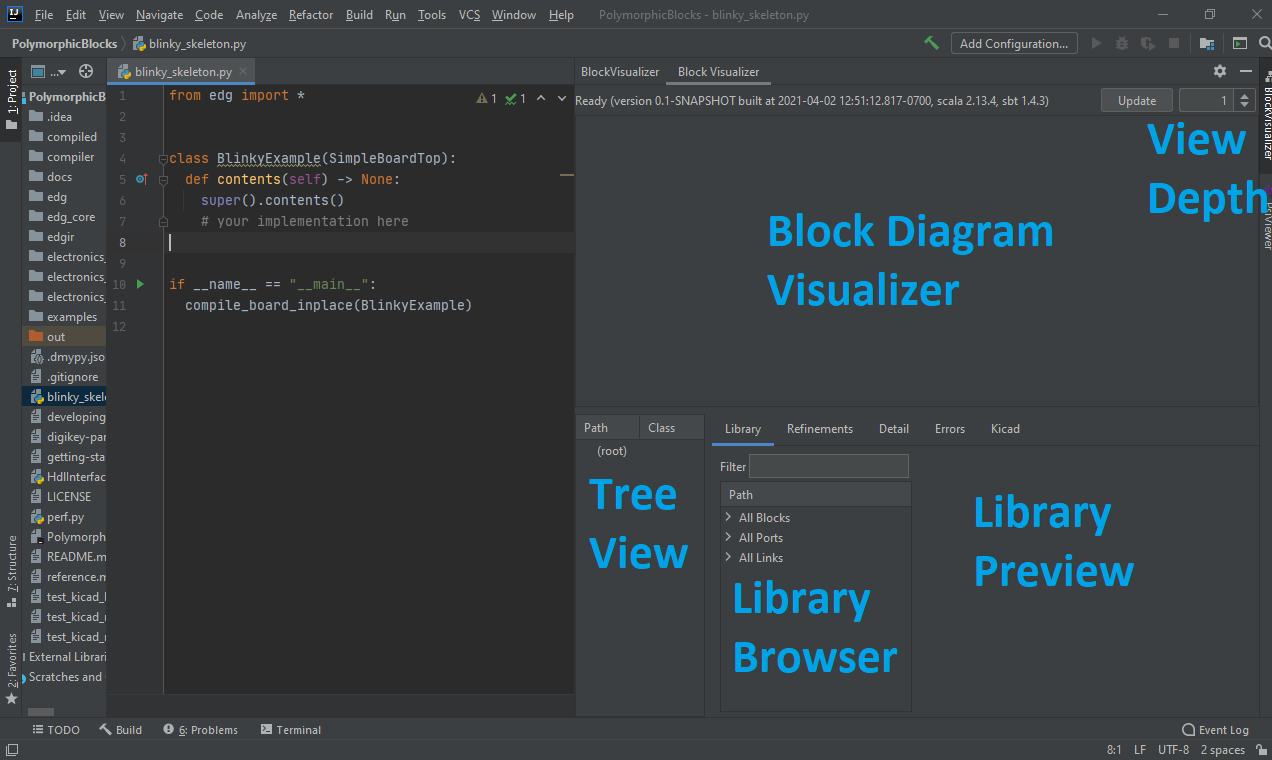 File Edit View Navigate Code Analyze Refactor Build Run Tools VCS Window Help PolymorphicBlocks - blinky_skeleton.py
PolymorphicBlocks blinky_skeleton.py Add Configuration...
1: Project
...
blinky_skeleton.py
BlockVisualizer Block Visualizer
PolymorphicB
.idea
compiled
compiler
docs
edg
edg_core
edgir
electronics_
electronics_
electronics_
examples
out
.dmypy.jso
.gitignore
blinky_skele
developing
digikey-par
getting-sta
HdlInterfac
LICENSE
perf.py
Polymorph
README.m
reference.m
test_kicad_l
test_kicad_r
test_kicad_r
External Librari
Scratches and
7: Structure
2: Favorites
1 from edg import *
2
3
4 class BlinkyExample(SimpleBoardTop):
5 def contents(self) -> None:
6 super().contents()
7 # your implementation here
8
9
10 if __name__ == "__main__":
11 compile_board_inplace(BlinkyExample)
12
1 1
Ready (version 0.1-SNAPSHOT built at 2021-04-02 12:51:12.817-0700, scala 2.13.4, sbt 1.4.3) Update 1
View
Depth
Block Diagram
Visualizer
BlockVisualizer
Viewer
Path Class
(root)
Tree
View
Library Refinements Detail Errors Kicad
Filter
Path
All Blocks
All Ports
All Links
Library
Browser
Library
Preview
TODO Build 6: Problems Terminal Event Log
8:1 LF UTF-8 2 spaces